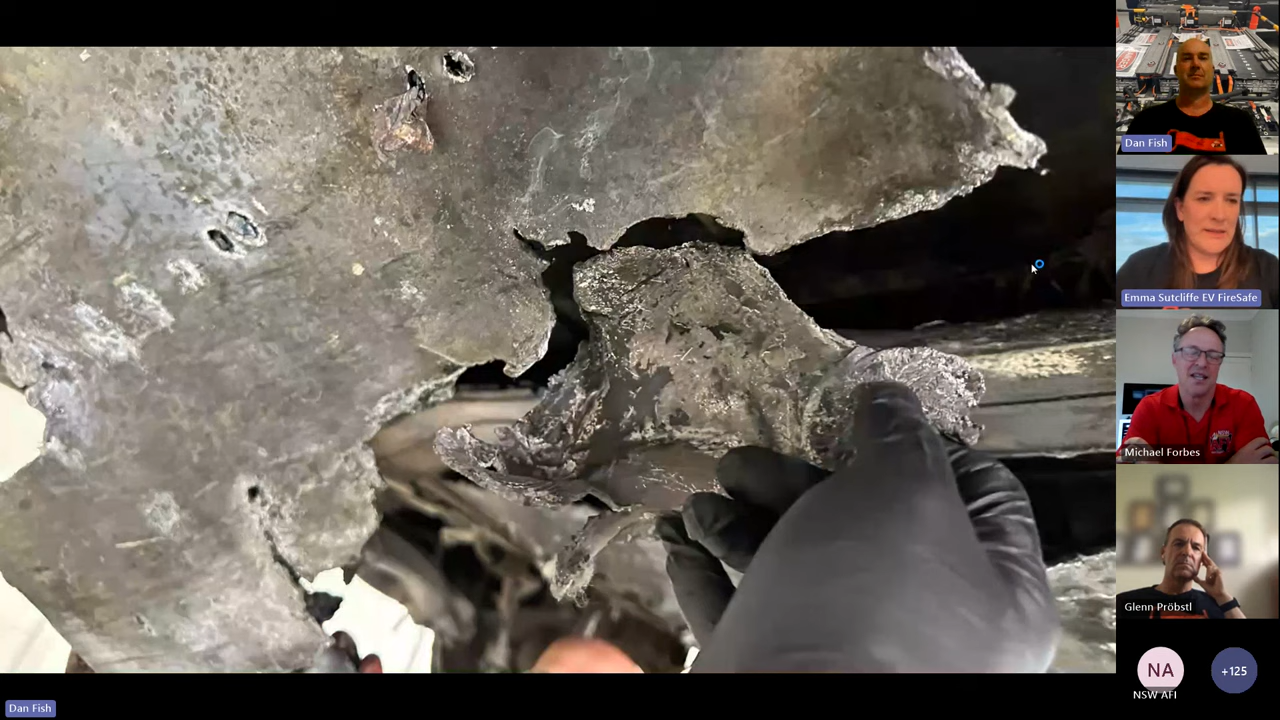 Dan Fish
Emma Sutcliffe EV FireSafe
Michael Forbes
Glenn Pröbstl
NA
+125
NSW AFI
Dan Fish